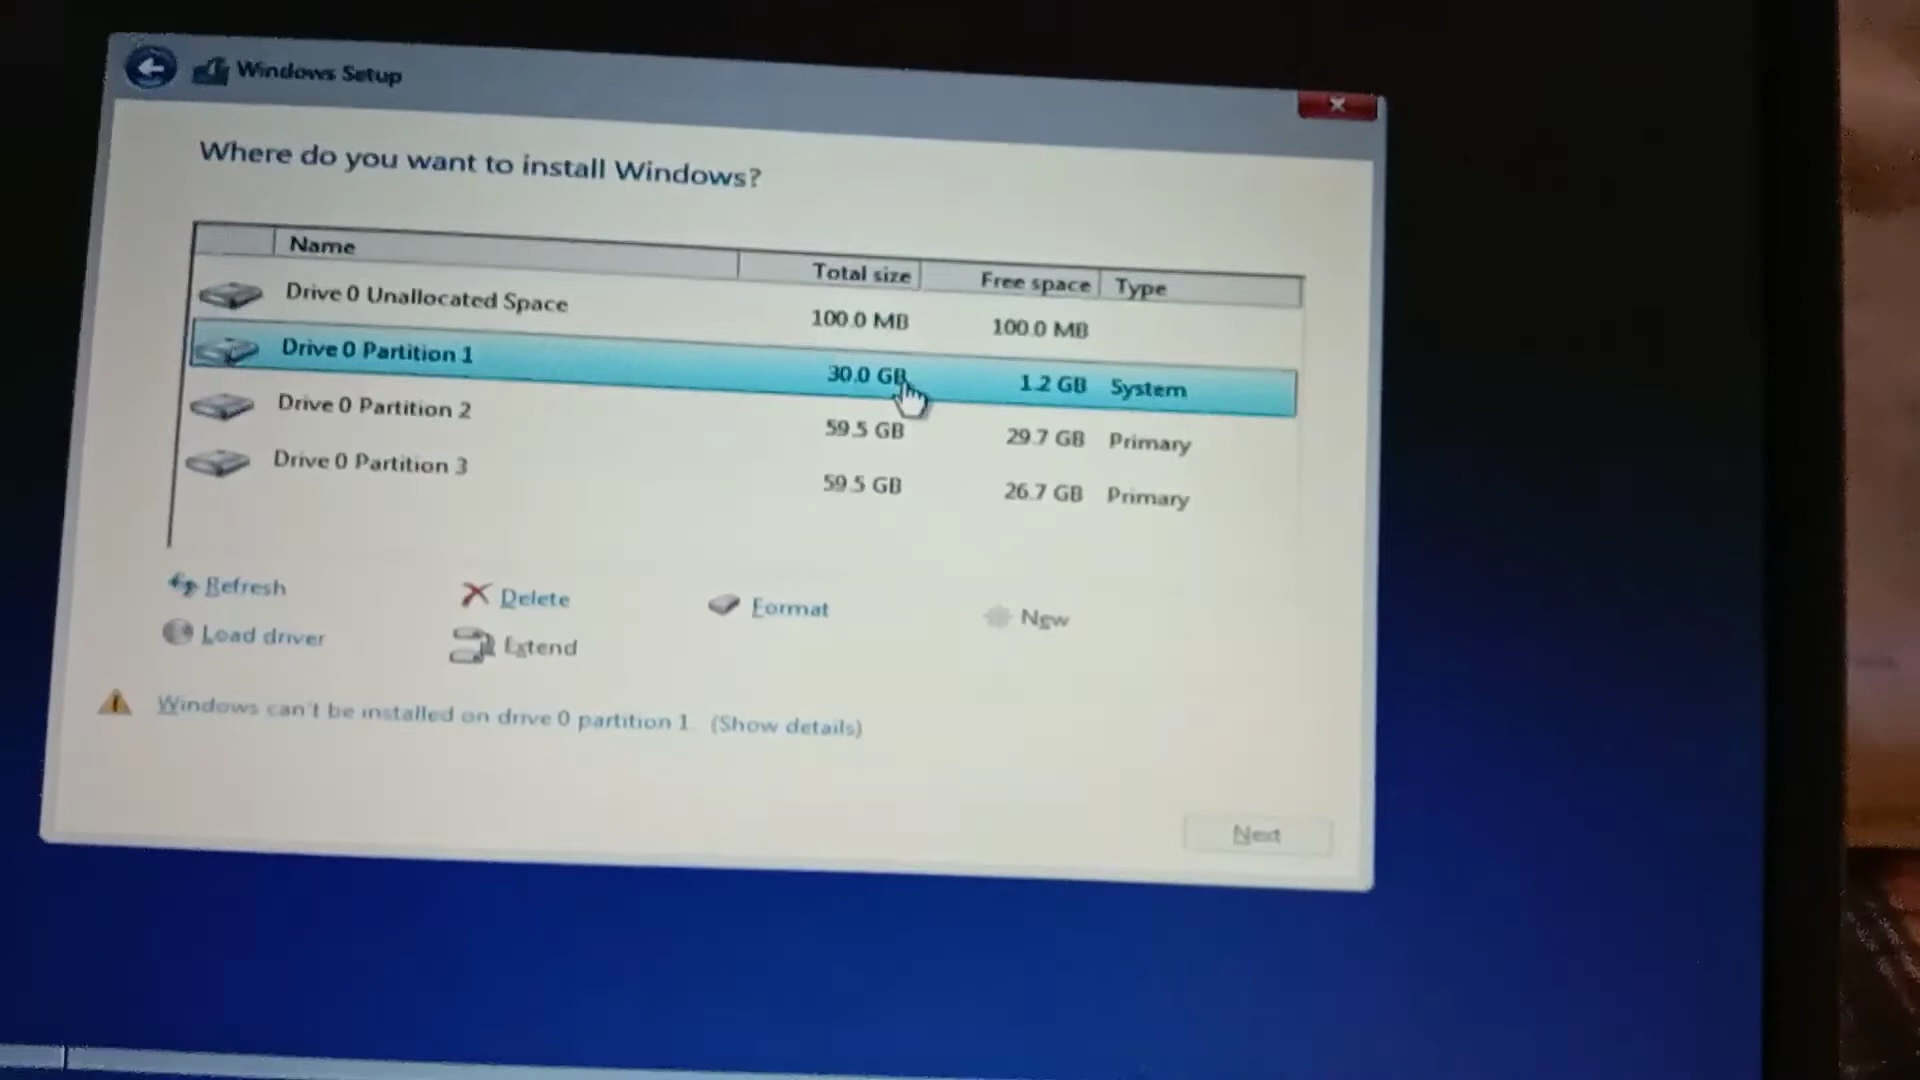 Windows Setup
Where do you want to install Windows?
Name Total size Free space Type
Drive 0 Unallocated Space 100.0 MB 100.0 MB
Drive 0 Partition 1 30.0 GB 1.2 GB System
Drive 0 Partition 2 59.5 GB 29.7 GB Primary
Drive 0 Partition 3 59.5 GB 26.7 GB Primary
Refresh Delete Format New
Load driver Extend
Windows can't be installed on drive 0 partition 1. (Show details)
Next